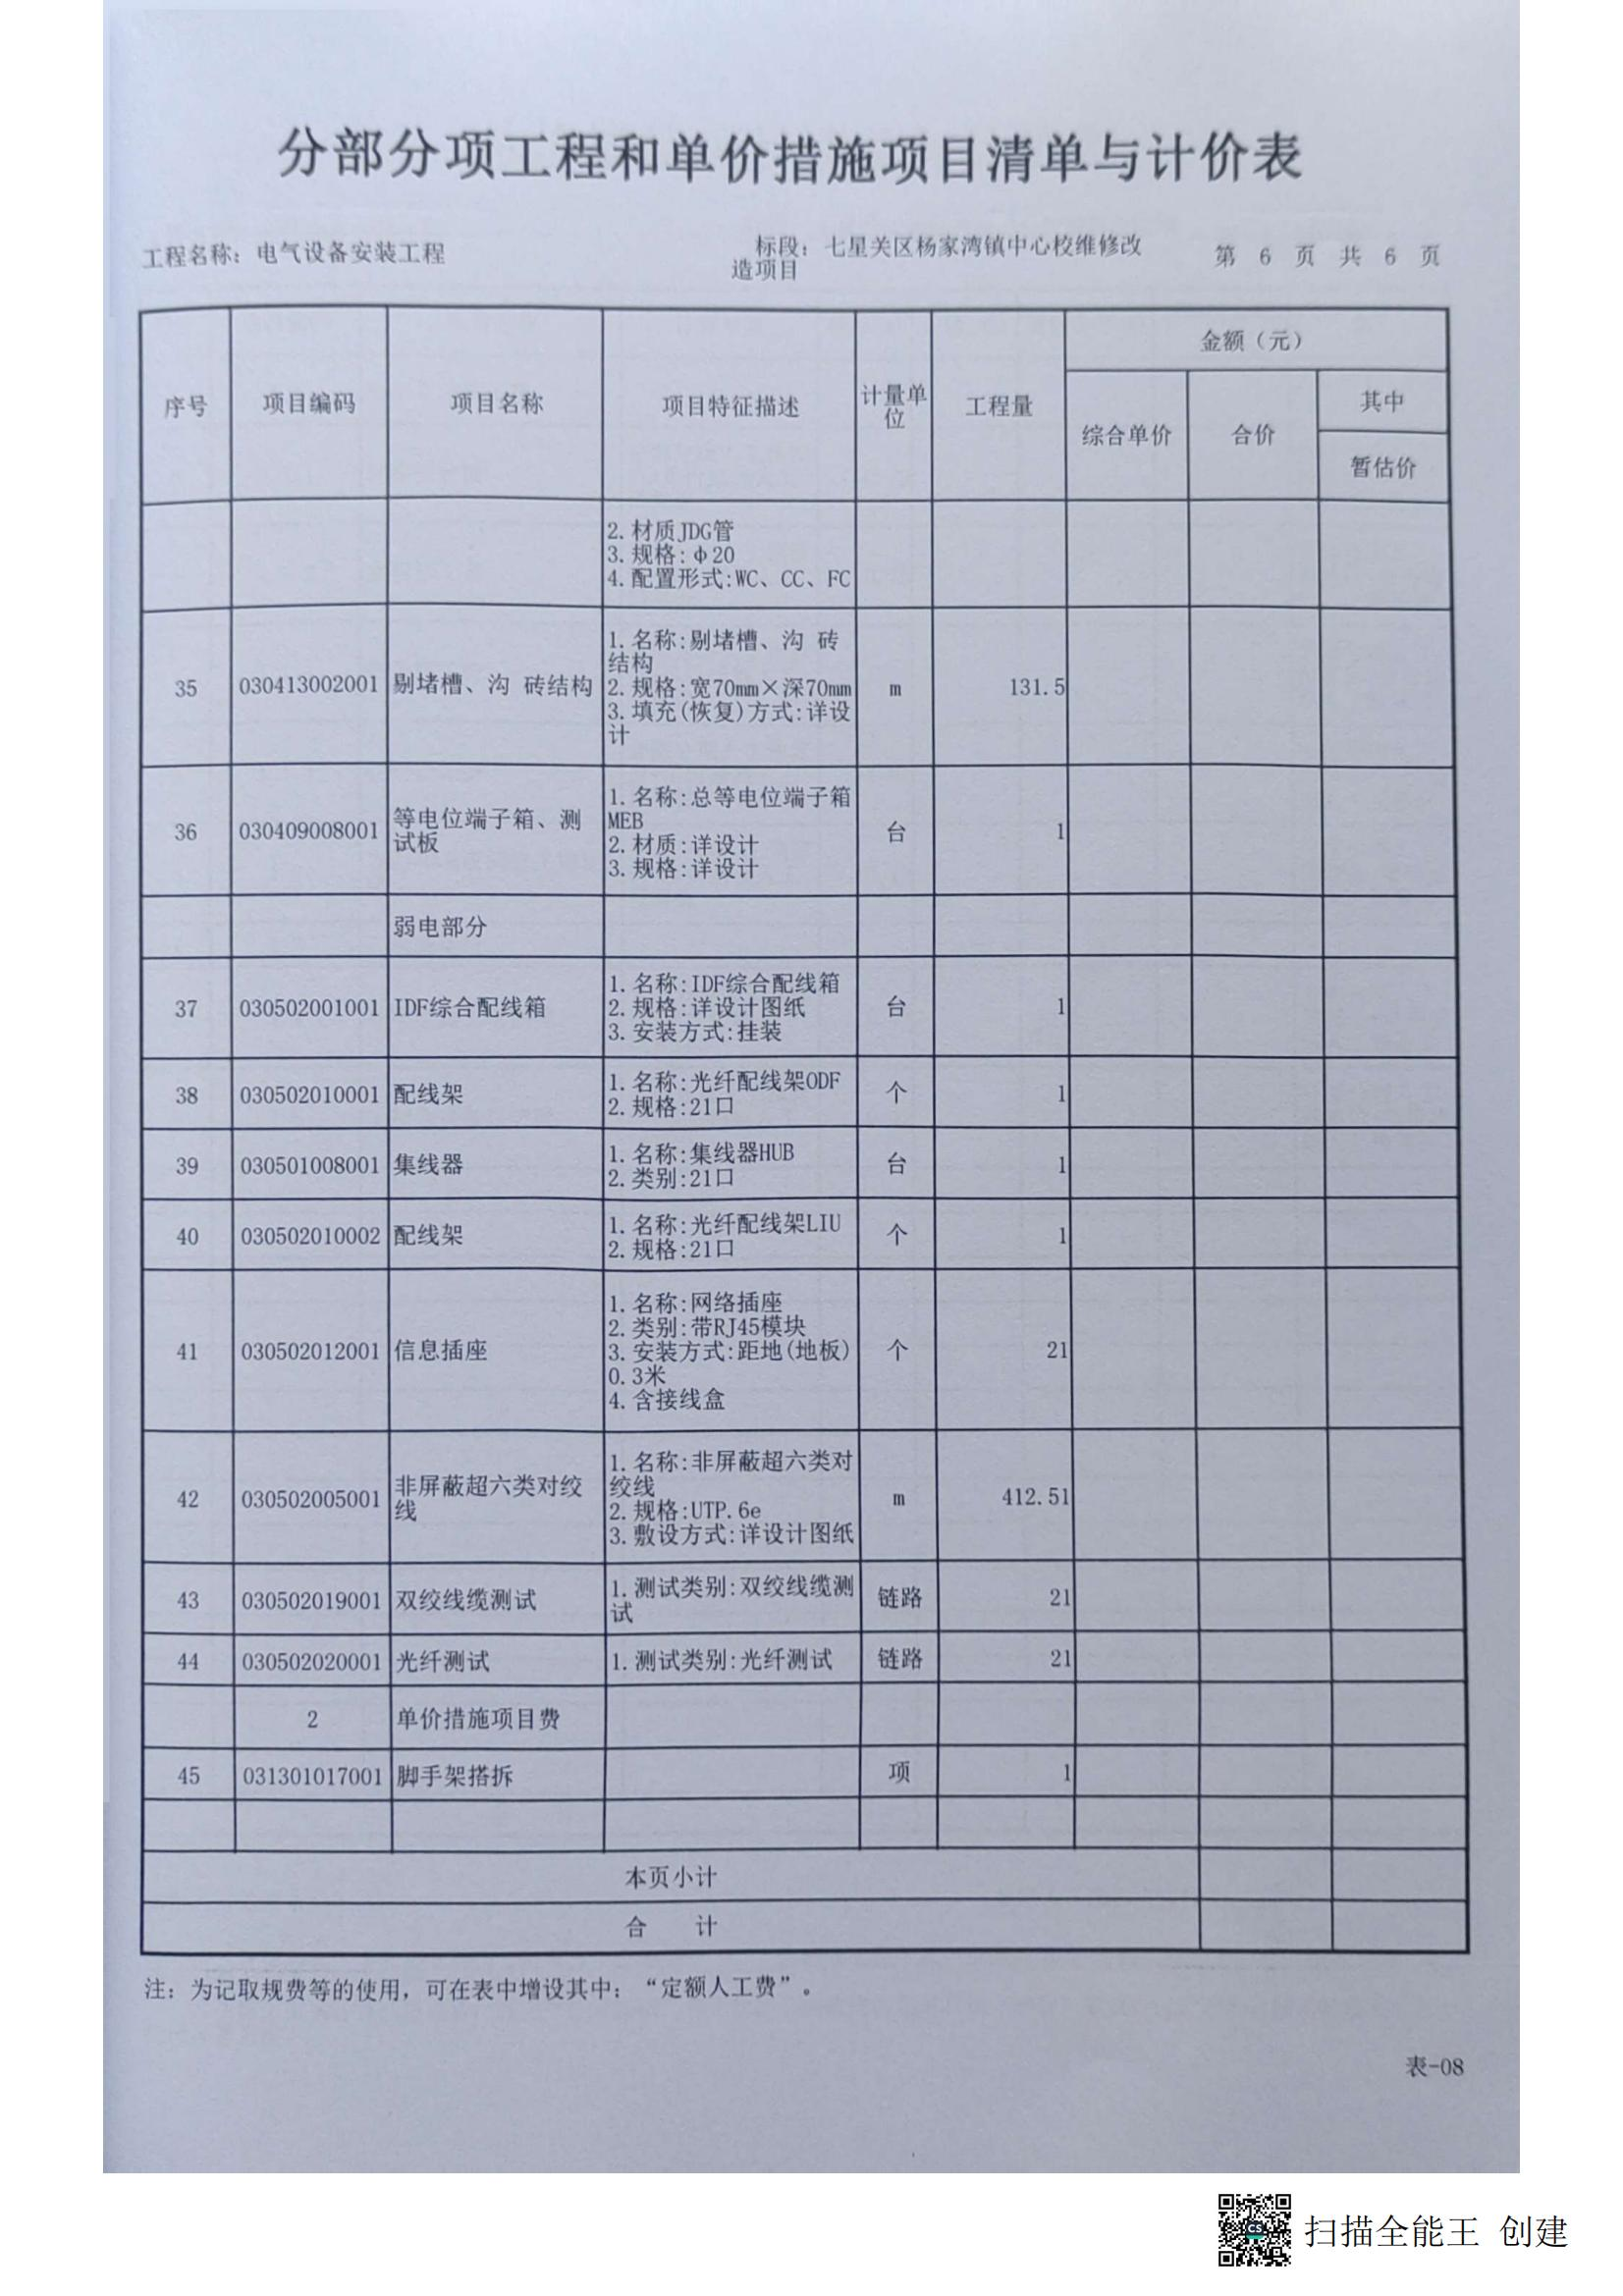 分部分项工程和单价措施项目清单与计价表
工程名称：电气设备安装工程
标段：七星关区杨家湾镇中心校维修改
造项目
第 6 页 共 6 页
序号 项目编码 项目名称 项目特征描述 计量单位 工程量 金额（元）
综合单价 合价 其中
暂估价
2.材质JDG管
3.规格:φ20
4.配置形式:WC、CC、FC
35 030413002001 剔堵槽、沟 砖结构 1.名称:剔堵槽、沟 砖
结构
2.规格:宽70mm×深70mm
3.填充(恢复)方式:详设
计
m 131.5
36 030409008001 等电位端子箱、测
试板
1.名称:总等电位端子箱
MEB
2.材质:详设计
3.规格:详设计
台 1
弱电部分
37 030502001001 IDF综合配线箱 1.名称:IDF综合配线箱
2.规格:详设计图纸
3.安装方式:挂装
台 1
38 030502010001 配线架 1.名称:光纤配线架ODF
2.规格:21口
个 1
39 030501008001 集线器 1.名称:集线器HUB
2.类别:21口
台 1
40 030502010002 配线架 1.名称:光纤配线架LIU
2.规格:21口
个 1
41 030502012001 信息插座 1.名称:网络插座
2.类别:带RJ45模块
3.安装方式:距地(地板)
0.3米
4.含接线盒
个 21
42 030502005001 非屏蔽超六类对绞
线
1.名称:非屏蔽超六类对
绞线
2.规格:UTP.6e
3.敷设方式:详设计图纸
m 412.51
43 030502019001 双绞线缆测试 1.测试类别:双绞线缆测
试
链路 21
44 030502020001 光纤测试 1.测试类别:光纤测试 链路 21
2 单价措施项目费
45 031301017001 脚手架搭拆 项 1
本页小计
合 计
注：为记取规费等的使用，可在表中增设其中：“定额人工费”。
表-08
CS
扫描全能王 创建